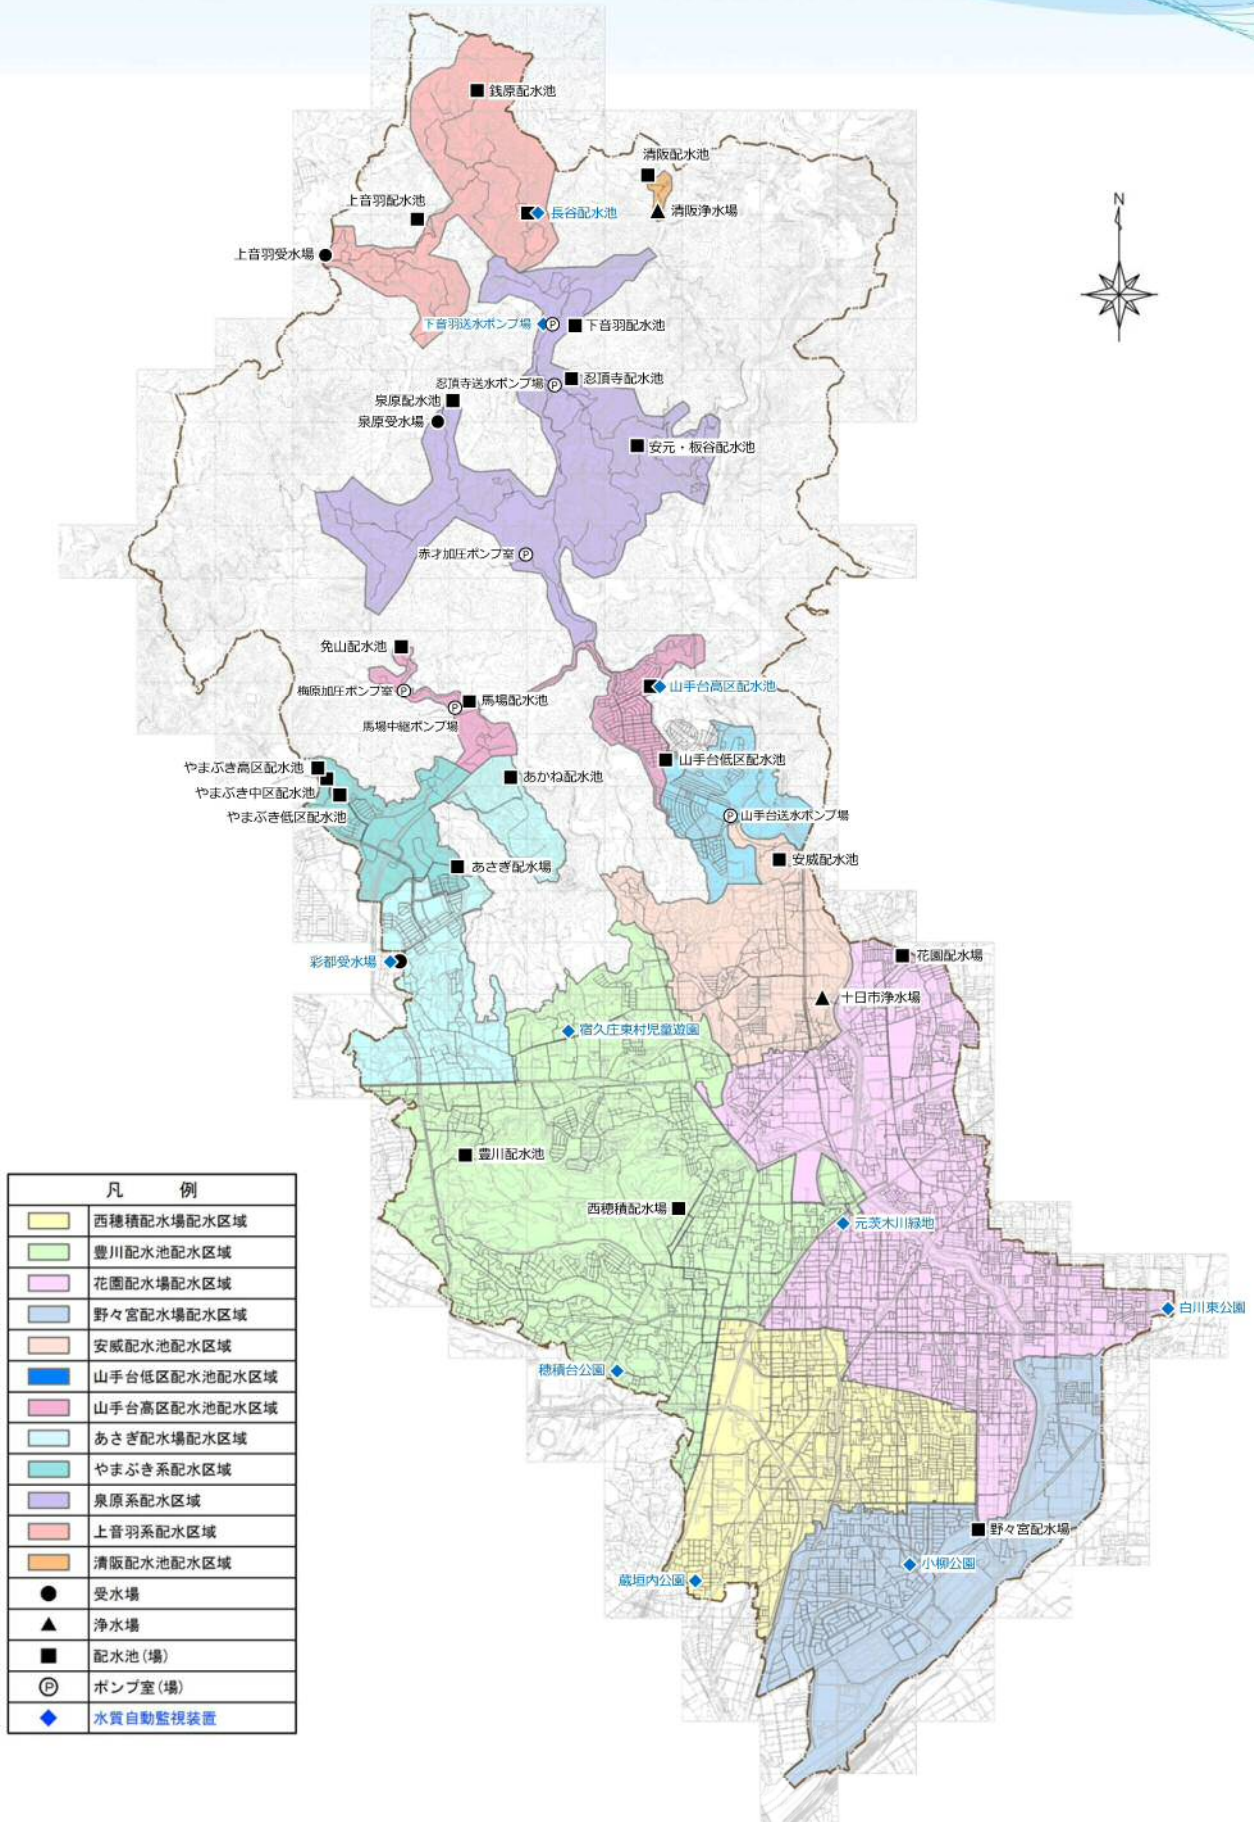 銭原配水池
清阪配水池
上音羽配水池
長谷配水池
清阪浄水場
N
上音羽受水場
下音羽送水ポンプ場
P
下音羽配水池
忍頂寺送水ポンプ場
P
忍頂寺配水池
泉原配水池
泉原受水場
安元・板谷配水池
赤才加圧ポンプ室
P
免山配水池
梅原加圧ポンプ室
P
山手台高区配水池
馬場配水池
P
馬場中継ポンプ場
山手台低区配水池
やまぶき高区配水池
あかね配水池
やまぶき中区配水池
やまぶき低区配水池
P
山手台送水ポンプ場
安威配水池
あさぎ配水場
花園配水場
彩都受水場
十日市浄水場
宿久庄東村児童遊園
豊川配水池
西穂積配水場
元茨木川緑地
白川東公園
穂積台公園
野々宮配水場
小柳公園
蔵垣内公園
凡 例
西穂積配水場配水区域
豊川配水池配水区域
花園配水場配水区域
野々宮配水場配水区域
安威配水池配水区域
山手台低区配水池配水区域
山手台高区配水池配水区域
あさぎ配水場配水区域
やまぶき系配水区域
泉原系配水区域
上音羽系配水区域
清阪配水池配水区域
受水場
浄水場
配水池(場)
P ポンプ室(場)
水質自動監視装置